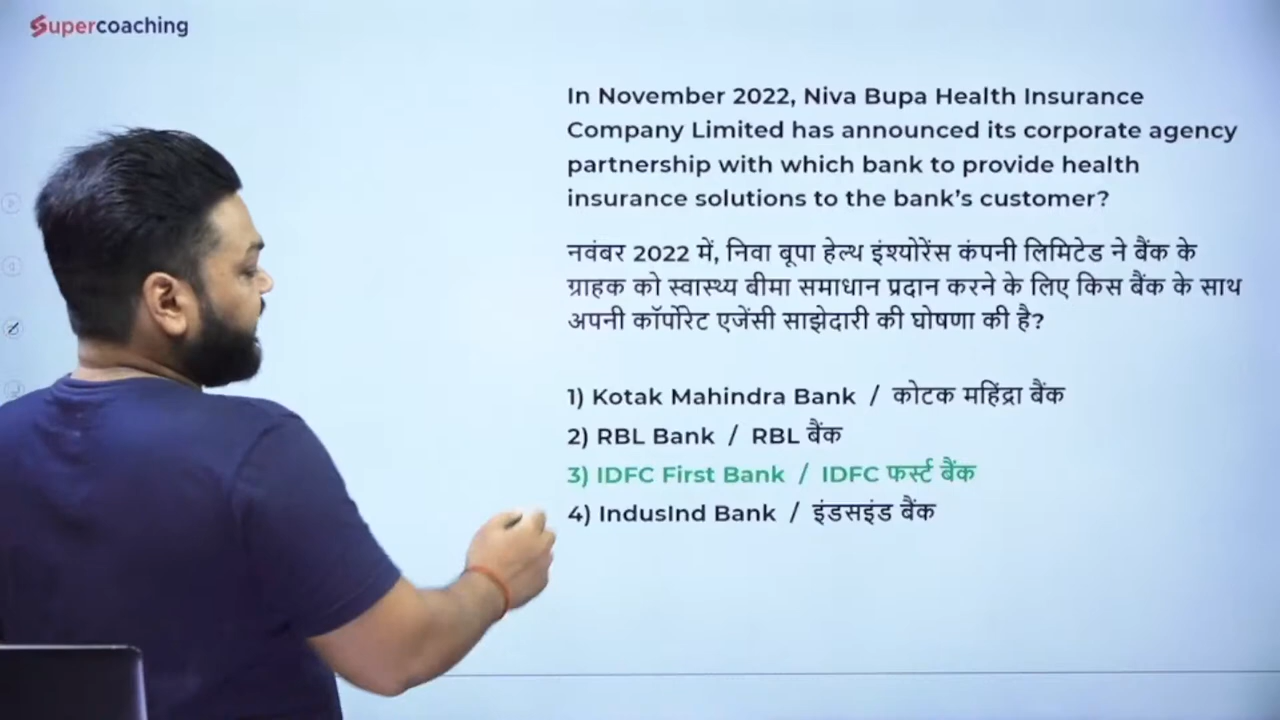 Supercoaching
In November 2022, Niva Bupa Health Insurance
Company Limited has announced its corporate agency
partnership with which bank to provide health
insurance solutions to the bank's customer?
नवंबर 2022 में, निवा बूपा हेल्थ इंश्योरेंस कंपनी लिमिटेड ने बैंक के
ग्राहक को स्वास्थ्य बीमा समाधान प्रदान करने के लिए किस बैंक के साथ
अपनी कॉर्पोरेट एजेंसी साझेदारी की घोषणा की है?
1) Kotak Mahindra Bank / कोटक महिंद्रा बैंक
2) RBL Bank / RBL बैंक
3) IDFC First Bank / IDFC फर्स्ट बैंक
4) IndusInd Bank / इंडसइंड बैंक